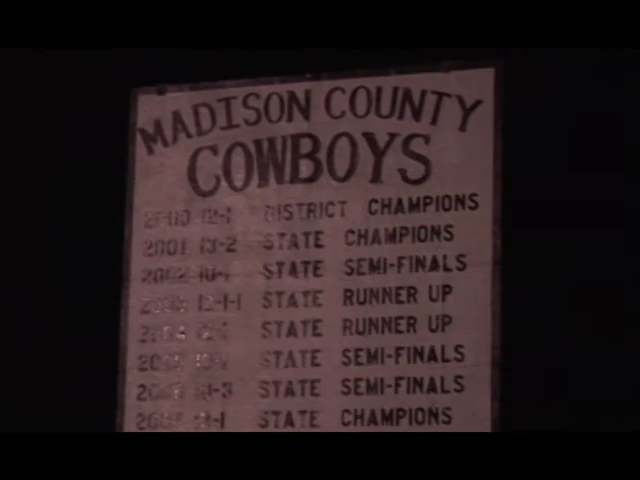 MADISON COUNTY
COWBOYS
DISTRICT CHAMPIONS
2001 13-2 STATE CHAMPIONS
2002 STATE SEMI-FINALS
STATE RUNNER UP
STATE RUNNER UP
STATE SEMI-FINALS
STATE SEMI-FINALS
STATE CHAMPIONS